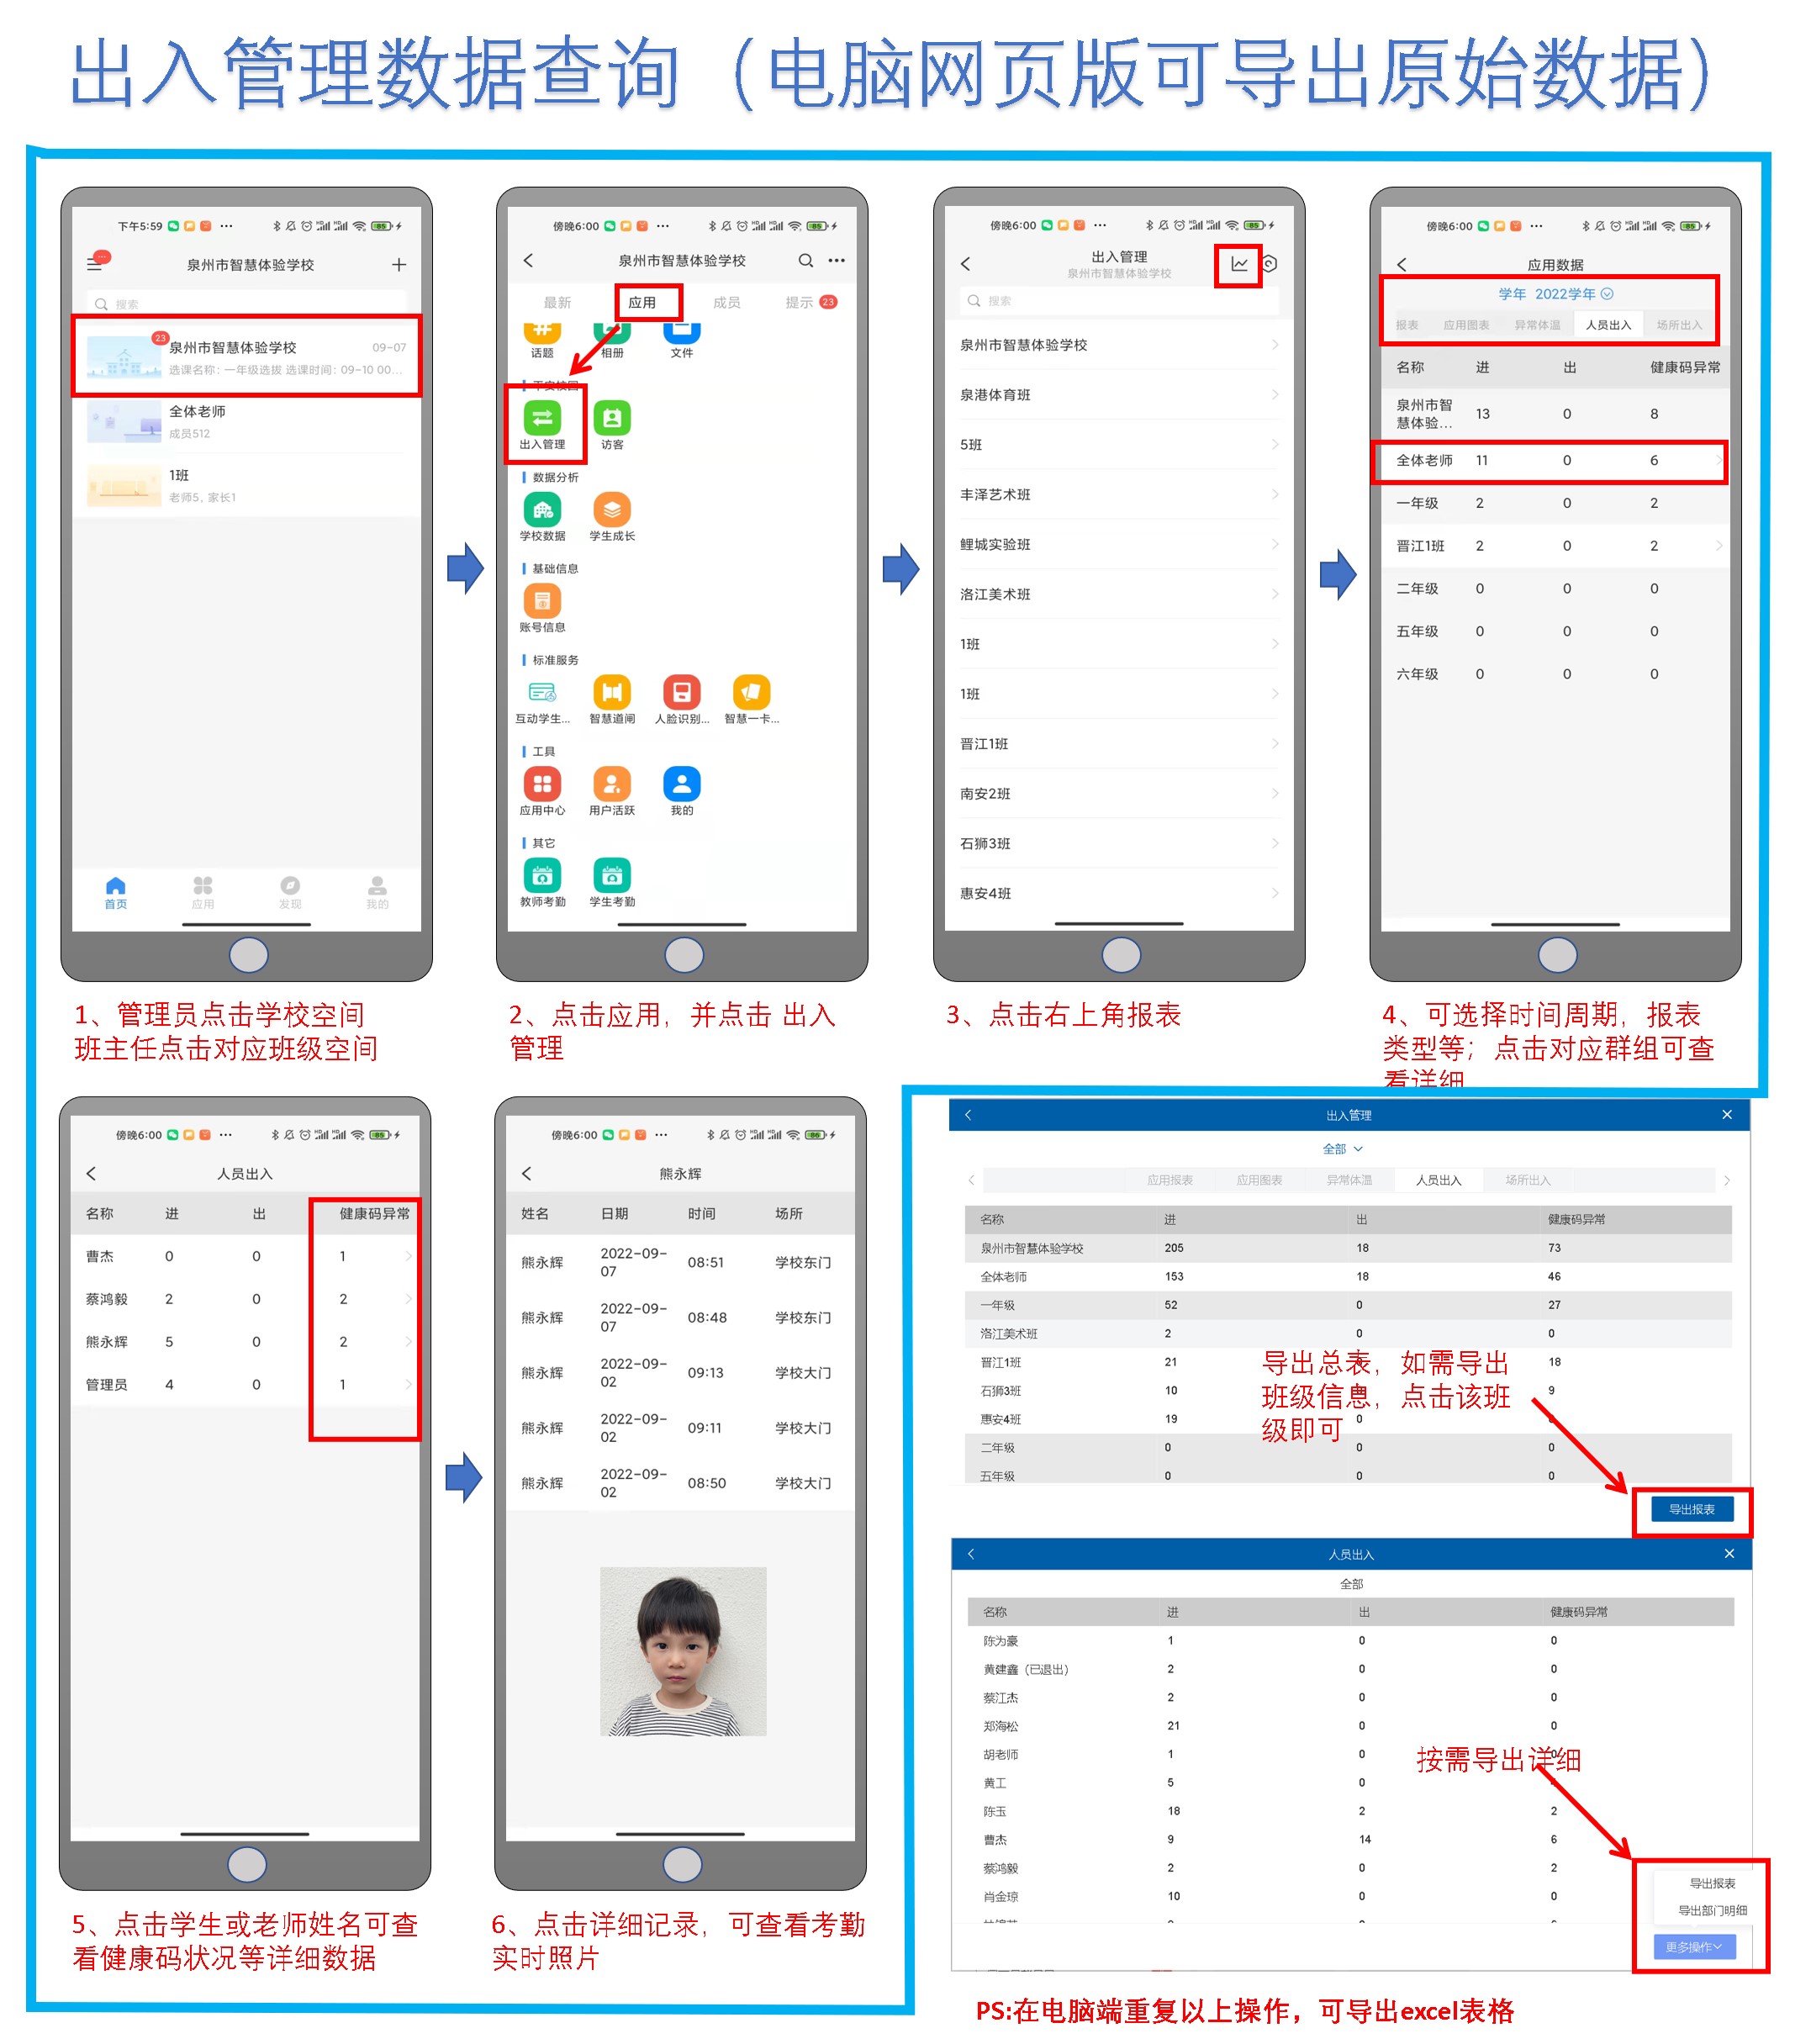 出入管理数据查询（电脑网页版可导出原始数据）
下午5:59
泉州市智慧体验学校
搜索
23
泉州市智慧体验学校 09-07
选课名称：一年级选拔 选课时间：09-10 00...
全体老师
成员512
1班
老师5, 家长1
首页 应用 发现 我的
1、管理员点击学校空间
班主任点击对应班级空间
傍晚6:00
泉州市智慧体验学校
最新 应用 成员 提示 23
话题 相册 文件
平安校园
出入管理 访客
数据分析
学校数据 学生成长
基础信息
账号信息
标准服务
互动学生... 智慧道闸 人脸识别... 智慧一卡...
工具
应用中心 用户活跃 我的
其它
教师考勤 学生考勤
2、点击应用，并点击 出入
管理
傍晚6:00
出入管理
泉州市智慧体验学校
搜索
泉州市智慧体验学校
泉港体育班
5班
丰泽艺术班
鲤城实验班
洛江美术班
1班
1班
晋江1班
南安2班
石狮3班
惠安4班
3、点击右上角报表
傍晚6:00
应用数据
学年 2022学年
报表 应用图表 异常体温 人员出入 场所出入
名称 进 出 健康码异常
泉州市智
慧体验... 13 0 8
全体老师 11 0 6
一年级 2 0 2
晋江1班 2 0 2
二年级 0 0 0
五年级 0 0 0
六年级 0 0 0
4、可选择时间周期，报表
类型等；点击对应群组可查
看详细
傍晚6:00
人员出入
名称 进 出 健康码异常
曹杰 0 0 1
蔡鸿毅 2 0 2
熊永辉 5 0 2
管理员 4 0 1
5、点击学生或老师姓名可查
看健康码状况等详细数据
傍晚6:00
熊永辉
姓名 日期 时间 场所
熊永辉 2022-09-
07 08:51 学校东门
熊永辉 2022-09-
07 08:48 学校东门
熊永辉 2022-09-
02 09:13 学校大门
熊永辉 2022-09-
02 09:11 学校大门
熊永辉 2022-09-
02 08:50 学校大门
6、点击详细记录，可查看考勤
实时照片
出入管理
全部
应用报表 应用图表 异常体温 人员出入 场所出入
名称 进 出 健康码异常
泉州市智慧体验学校 205 18 73
全体老师 153 18 46
一年级 52 0 27
洛江美术班 2 0 0
晋江1班 21 18
石狮3班 10 9
惠安4班 19 0
二年级 0 0 0
五年级 0 0 0
导出总表，如需导出
班级信息，点击该班
级即可
导出报表
人员出入
全部
名称 进 出 健康码异常
陈为豪 1 0 0
黄建鑫（已退出） 2 0 0
蔡江杰 2 0 0
郑海松 21 0 0
胡老师 1 0 0
黄工 5 0
陈玉 18 2 2
曹杰 9 14 6
蔡鸿毅 2 0 2
肖金琼 10 0 0
按需导出详细
导出报表
导出部门明细
更多操作
PS:在电脑端重复以上操作，可导出excel表格